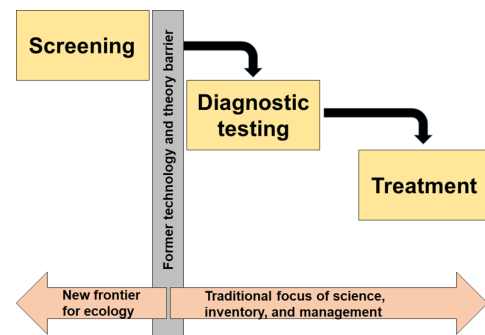 Screening
Former technology and theory barrier
Diagnostic
testing
Treatment
New frontier
for ecology
Traditional focus of science,
inventory, and management